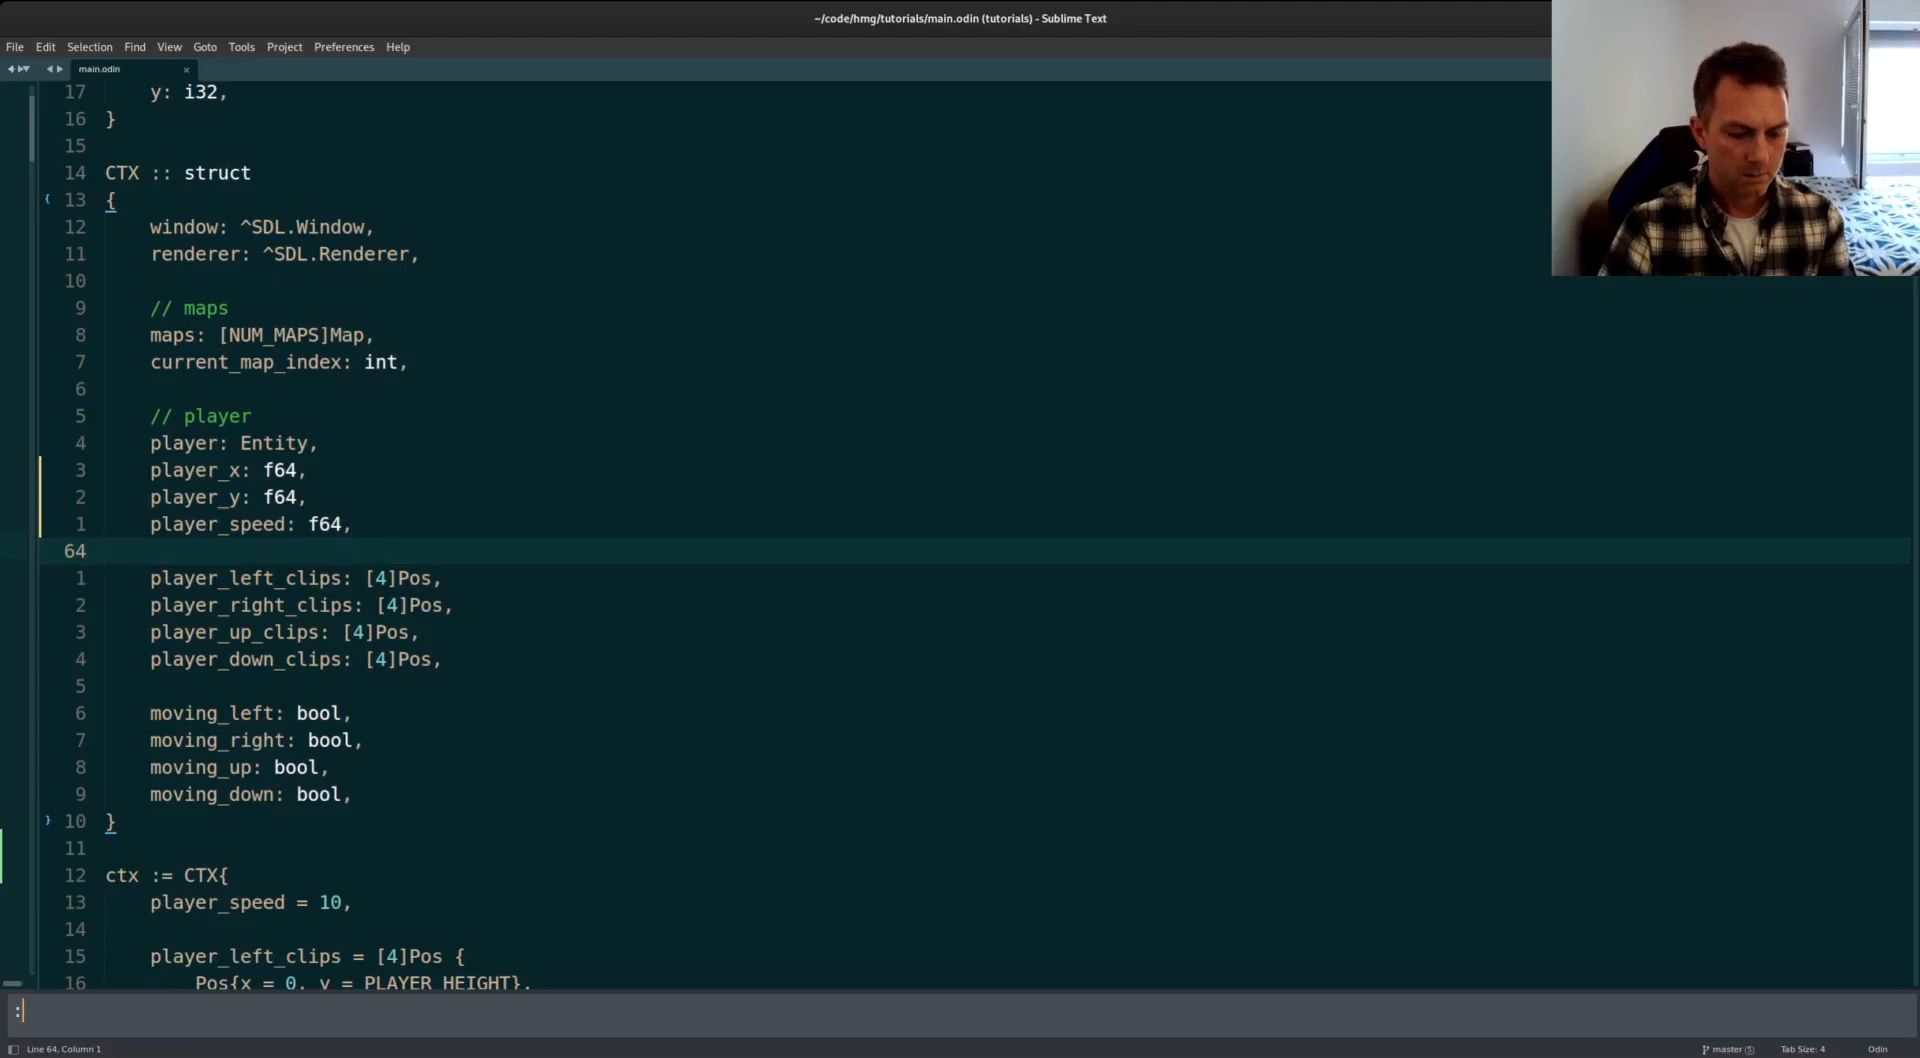 ~/code/hmg/tutorials/main.odin (tutorials) - Sublime Text
File Edit Selection Find View Goto Tools Project Preferences Help
main.odin ×
17 y: i32,
16 }
15
14 CTX :: struct
13 {
12 window: ^SDL.Window,
11 renderer: ^SDL.Renderer,
10
9 // maps
8 maps: [NUM_MAPS]Map,
7 current_map_index: int,
6
5 // player
4 player: Entity,
3 player_x: f64,
2 player_y: f64,
1 player_speed: f64,
64
1 player_left_clips: [4]Pos,
2 player_right_clips: [4]Pos,
3 player_up_clips: [4]Pos,
4 player_down_clips: [4]Pos,
5
6 moving_left: bool,
7 moving_right: bool,
8 moving_up: bool,
9 moving_down: bool,
10 }
11
12 ctx := CTX{
13 player_speed = 10,
14
15 player_left_clips = [4]Pos {
16 Pos{x = 0, y = PLAYER_HEIGHT},
:
Line 64, Column 1 master 5 Tab Size: 4 Odin